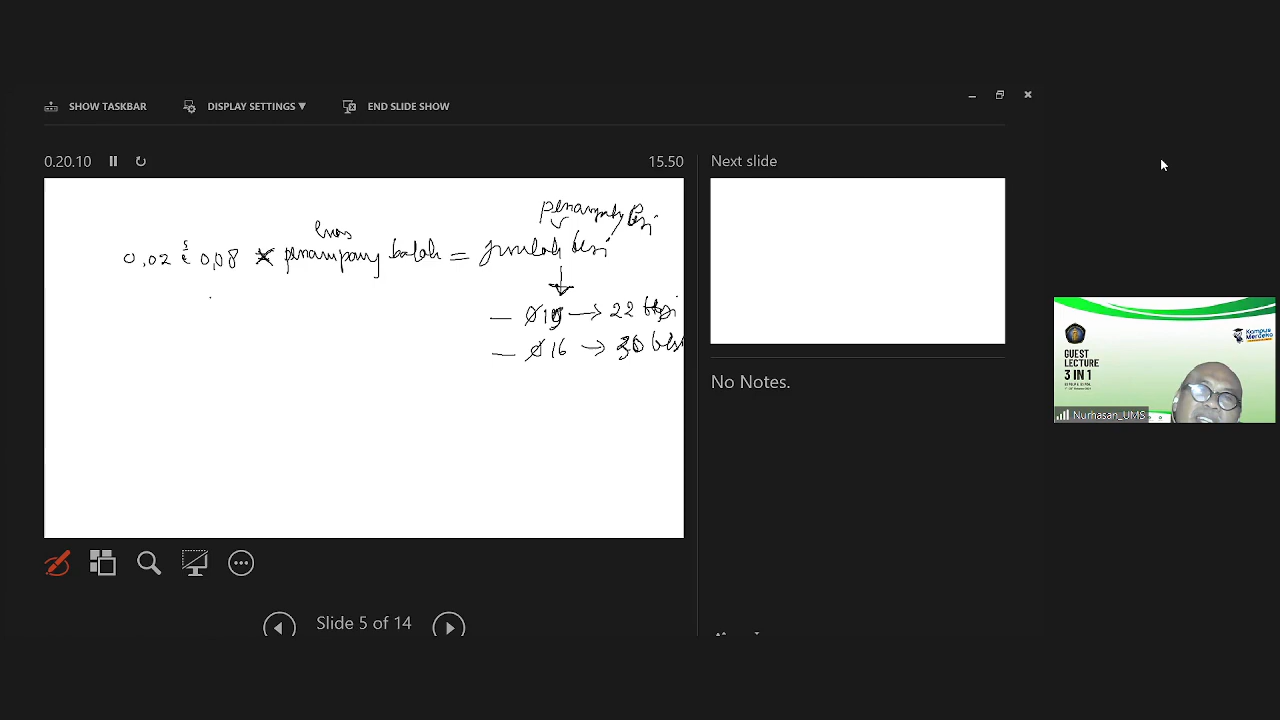 SHOW TASKBAR DISPLAY SETTINGS ▼ END SLIDE SHOW
0.20.10 15.50 Next slide
penampang besi
luas
0,02 0,08 × penampang balok = jumlah besi
— Ø19 → 22 besi
— Ø16 → 30 besi
No Notes.
Slide 5 of 14
GUEST
LECTURE
3 IN 1
Kampus
Merdeka
Nurhasan_UMS